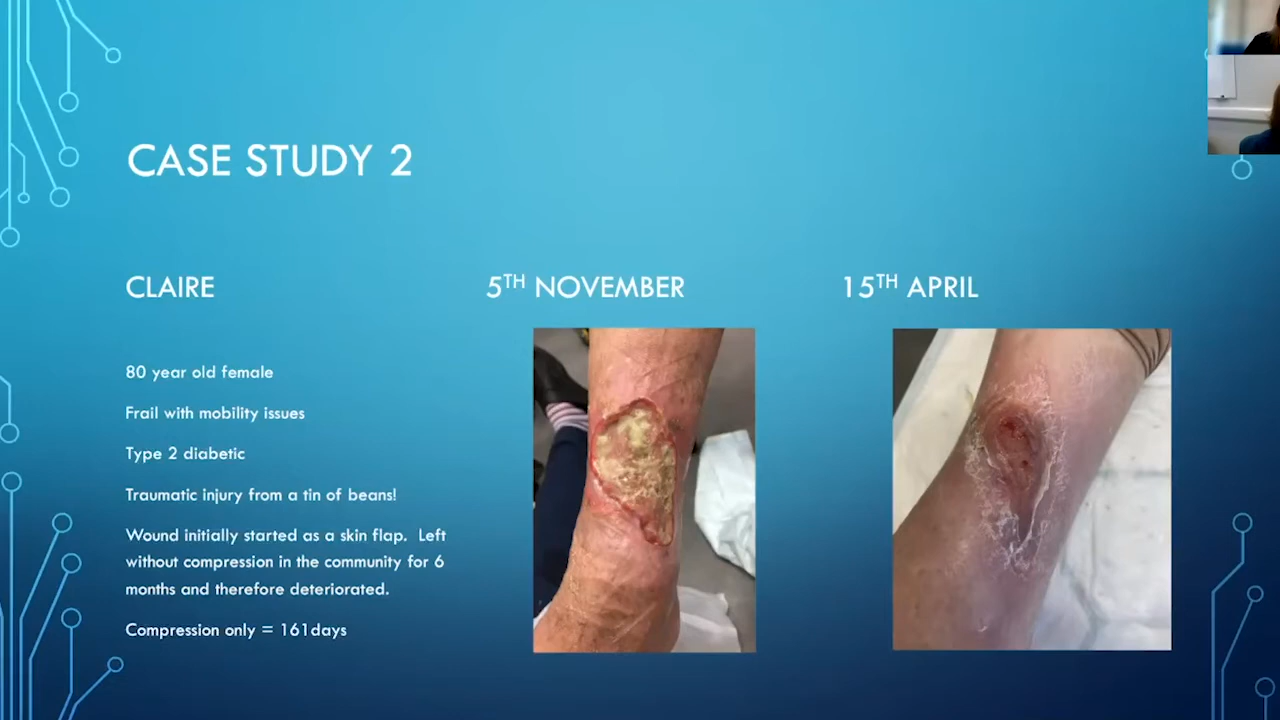 CASE STUDY 2
CLAIRE
80 year old female
Frail with mobility issues
Type 2 diabetic
Traumatic injury from a tin of beans!
Wound initially started as a skin flap. Left
without compression in the community for 6
months and therefore deteriorated.
Compression only = 161days
5TH NOVEMBER
15TH APRIL